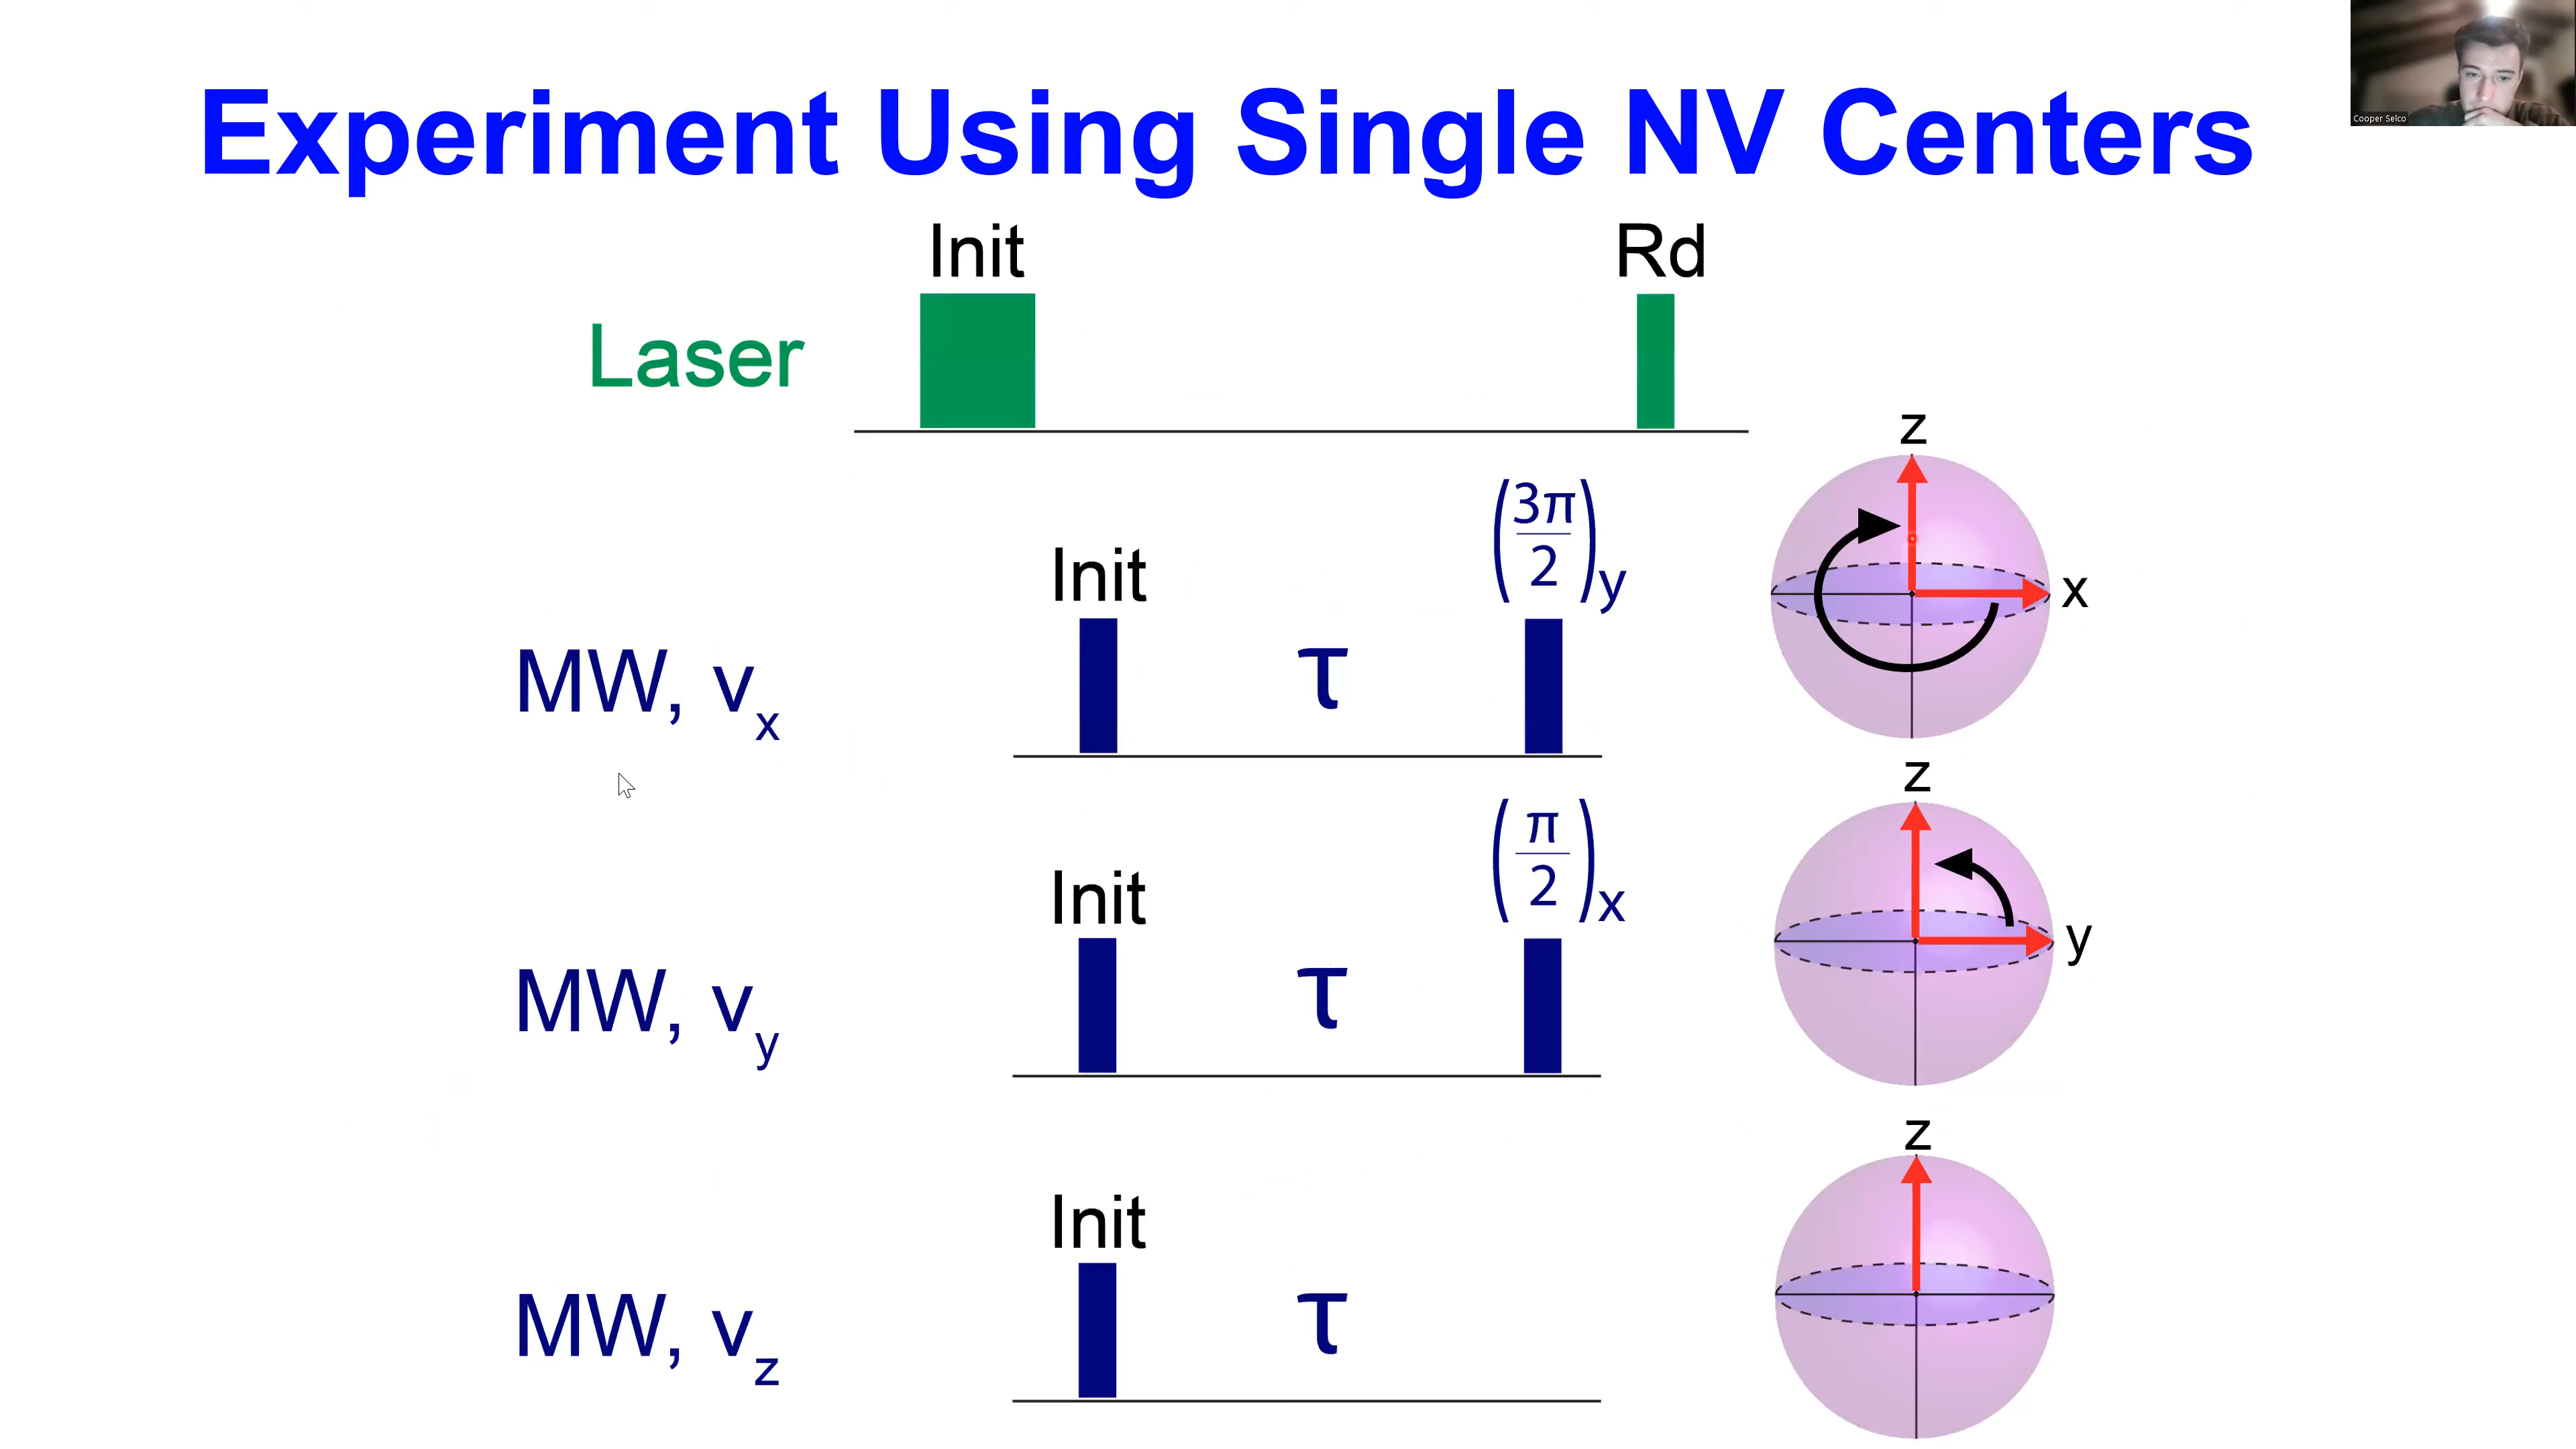 Experiment Using Single NV Centers
Cooper Selco
Init
Rd
Laser
z
x
Init
τ
(3π/2)y
MW, vx
z
y
Init
τ
(π/2)x
MW, vy
z
Init
τ
MW, vz